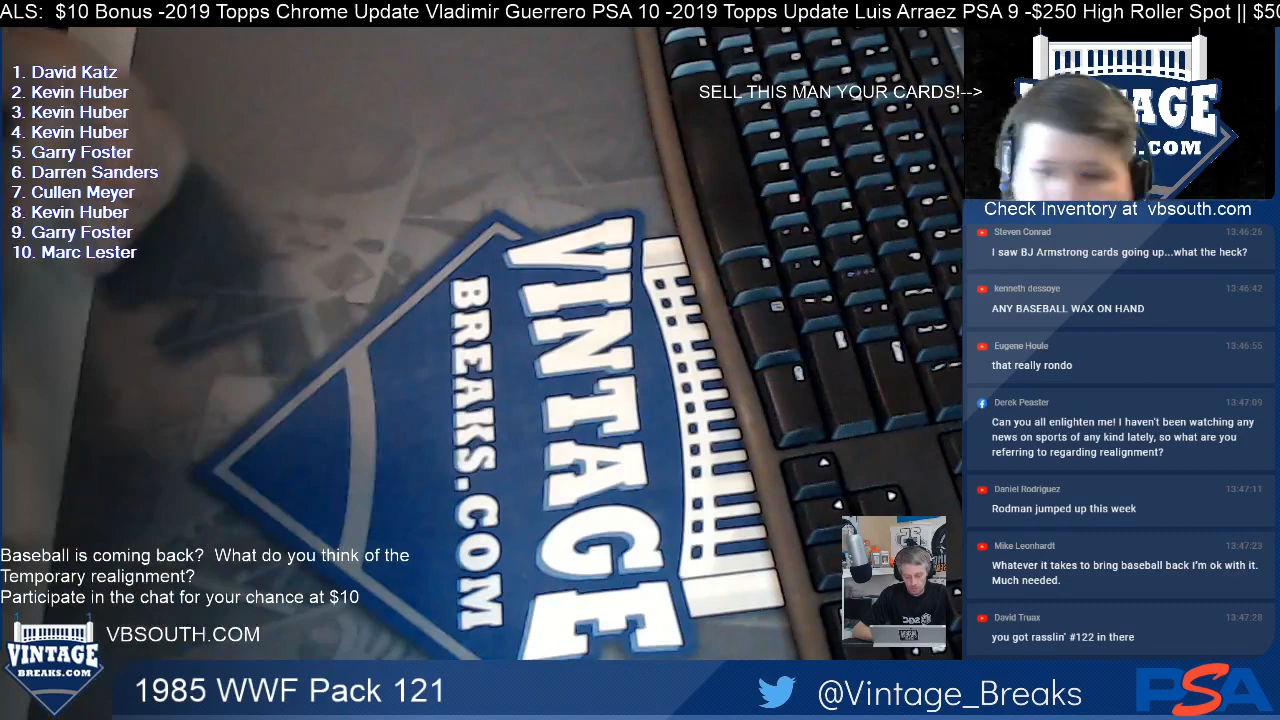 ALS: $10 Bonus -2019 Topps Chrome Update Vladimir Guerrero PSA 10 -2019 Topps Update Luis Arraez PSA 9 -$250 High Roller Spot || $50
1. David Katz
2. Kevin Huber
3. Kevin Huber
4. Kevin Huber
5. Garry Foster
6. Darren Sanders
7. Cullen Meyer
8. Kevin Huber
9. Garry Foster
10. Marc Lester
SELL THIS MAN YOUR CARDS!-->
AGE
S.COM
Check Inventory at vbsouth.com
Steven Conrad 13:46:26
I saw BJ Armstrong cards going up...what the heck?
kenneth dessoye 13:46:42
ANY BASEBALL WAX ON HAND
Eugene Houle 13:46:55
that really rondo
Derek Peaster 13:47:09
Can you all enlighten me! I haven't been watching any
news on sports of any kind lately, so what are you
referring to regarding realignment?
Daniel Rodriguez 13:47:11
Rodman jumped up this week
Mike Leonhardt 13:47:23
Whatever it takes to bring baseball back I'm ok with it.
Much needed.
David Truax 13:47:28
you got rasslin' #122 in there
VINTAGE
BREAKS.COM
Baseball is coming back? What do you think of the
Temporary realignment?
Participate in the chat for your chance at $10
VINTAGE
BREAKS.COM
VBSOUTH.COM
1985 WWF Pack 121
@Vintage_Breaks
PSA